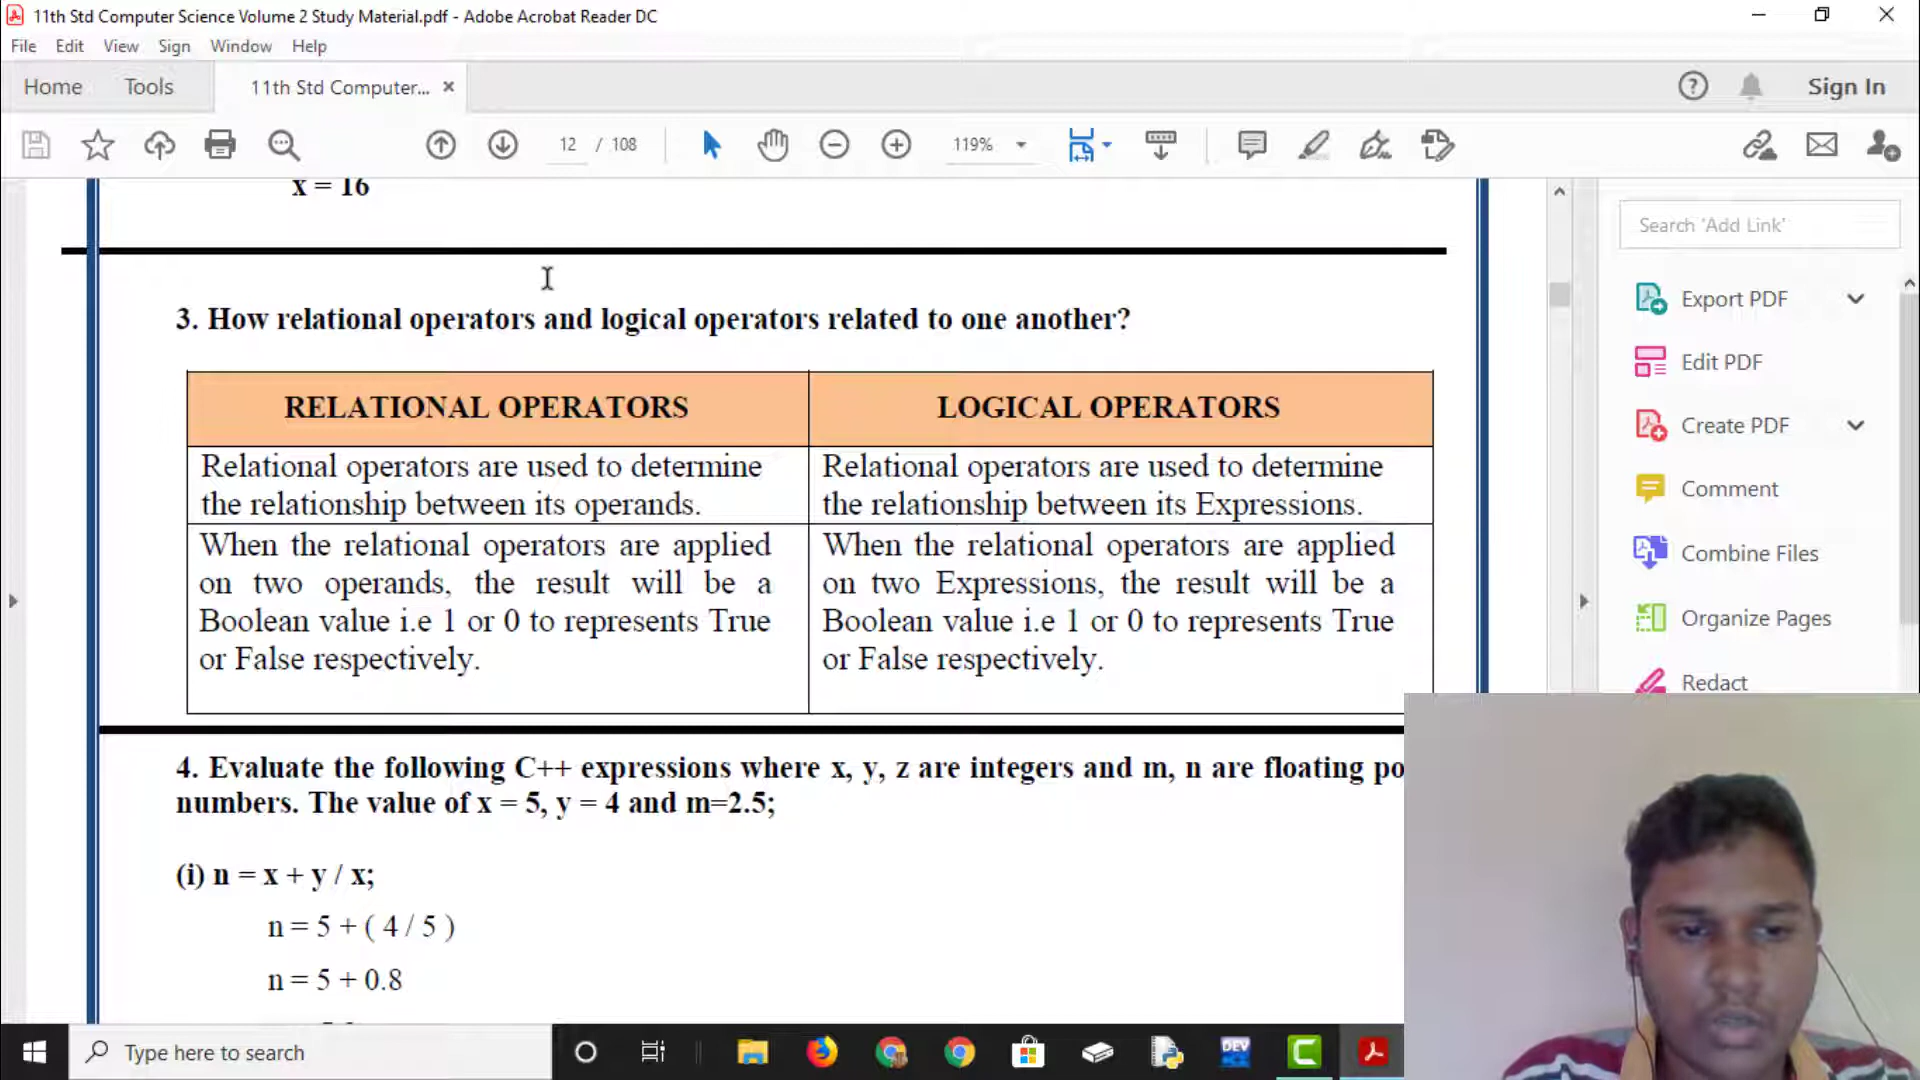 11th Std Computer Science Volume 2 Study Material.pdf - Adobe Acrobat Reader DC
File Edit View Sign Window Help
Home Tools 11th Std Computer... × Sign In
12 / 108 119%
x = 16
3. How relational operators and logical operators related to one another?
RELATIONAL OPERATORS LOGICAL OPERATORS
Relational operators are used to determine
the relationship between its operands.
Relational operators are used to determine
the relationship between its Expressions.
When the relational operators are applied
on two operands, the result will be a
Boolean value i.e 1 or 0 to represents True
or False respectively.
When the relational operators are applied
on two Expressions, the result will be a
Boolean value i.e 1 or 0 to represents True
or False respectively.
4. Evaluate the following C++ expressions where x, y, z are integers and m, n are floating po
numbers. The value of x = 5, y = 4 and m=2.5;
(i) n = x + y / x;
n = 5 + ( 4 / 5 )
n = 5 + 0.8
Search 'Add Link'
Export PDF
Edit PDF
Create PDF
Comment
Combine Files
Organize Pages
Redact
Type here to search
DEV